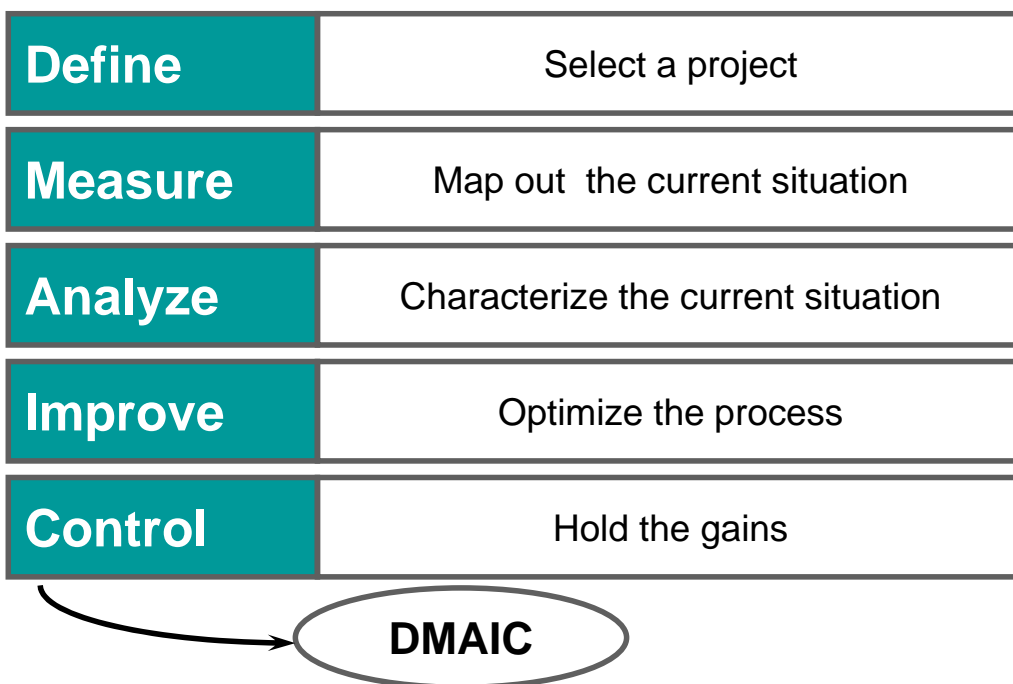 Define
Select a project
Measure
Map out the current situation
Analyze
Characterize the current situation
Improve
Optimize the process
Control
Hold the gains
DMAIC